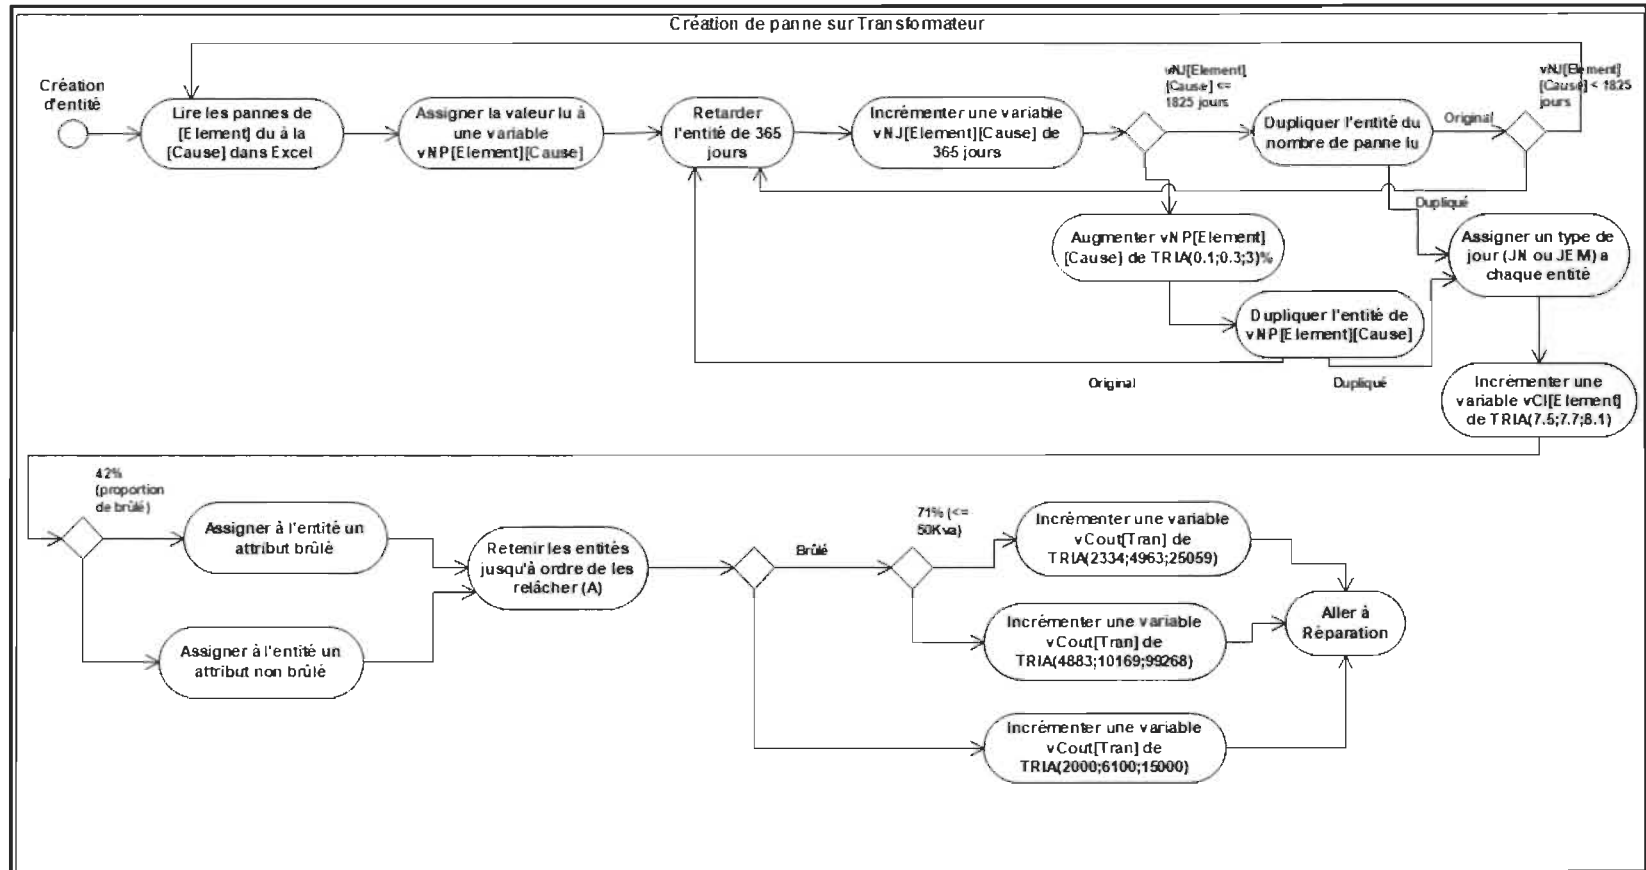 Création de panne sur Transformateur
Création
d'entité
Lire les pannes de
[Element] du à la
[Cause] dans Excel
Assigner la valeur lu à
une variable
vNP[Element][Cause]
Retarder
l'entité de 365
jours
Incrémenter une variable
vNJ[Element][Cause] de
365 jours
vNJ[Element]
[Cause] <=
1825 jours
Dupliquer l'entité du
nombre de panne lu
Original
vNJ[Element]
[Cause] < 1825
jours
Augmenter vNP[Element]
[Cause] de TRIA(0.1;0.3;3)%
Dupliqué
Assigner un type de
jour (JN ou JEM) a
chaque entité
Dupliquer l'entité de
vNP[Element][Cause]
Original
Dupliqué
Incrémenter une
variable vCI[Element]
de TRIA(7.5;7.7;8.1)
42%
(proportion
de brûlé)
Assigner à l'entité un
attribut brûlé
Assigner à l'entité un
attribut non brûlé
Retenir les entités
jusqu'à ordre de les
relâcher (A)
Brûlé
71% (<=
50Kva)
Incrémenter une variable
vCout[Tran] de
TRIA(2334;4963;25059)
Incrémenter une variable
vCout[Tran] de
TRIA(4883;10169;99268)
Incrémenter une variable
vCout[Tran] de
TRIA(2000;6100;15000)
Aller à
Réparation